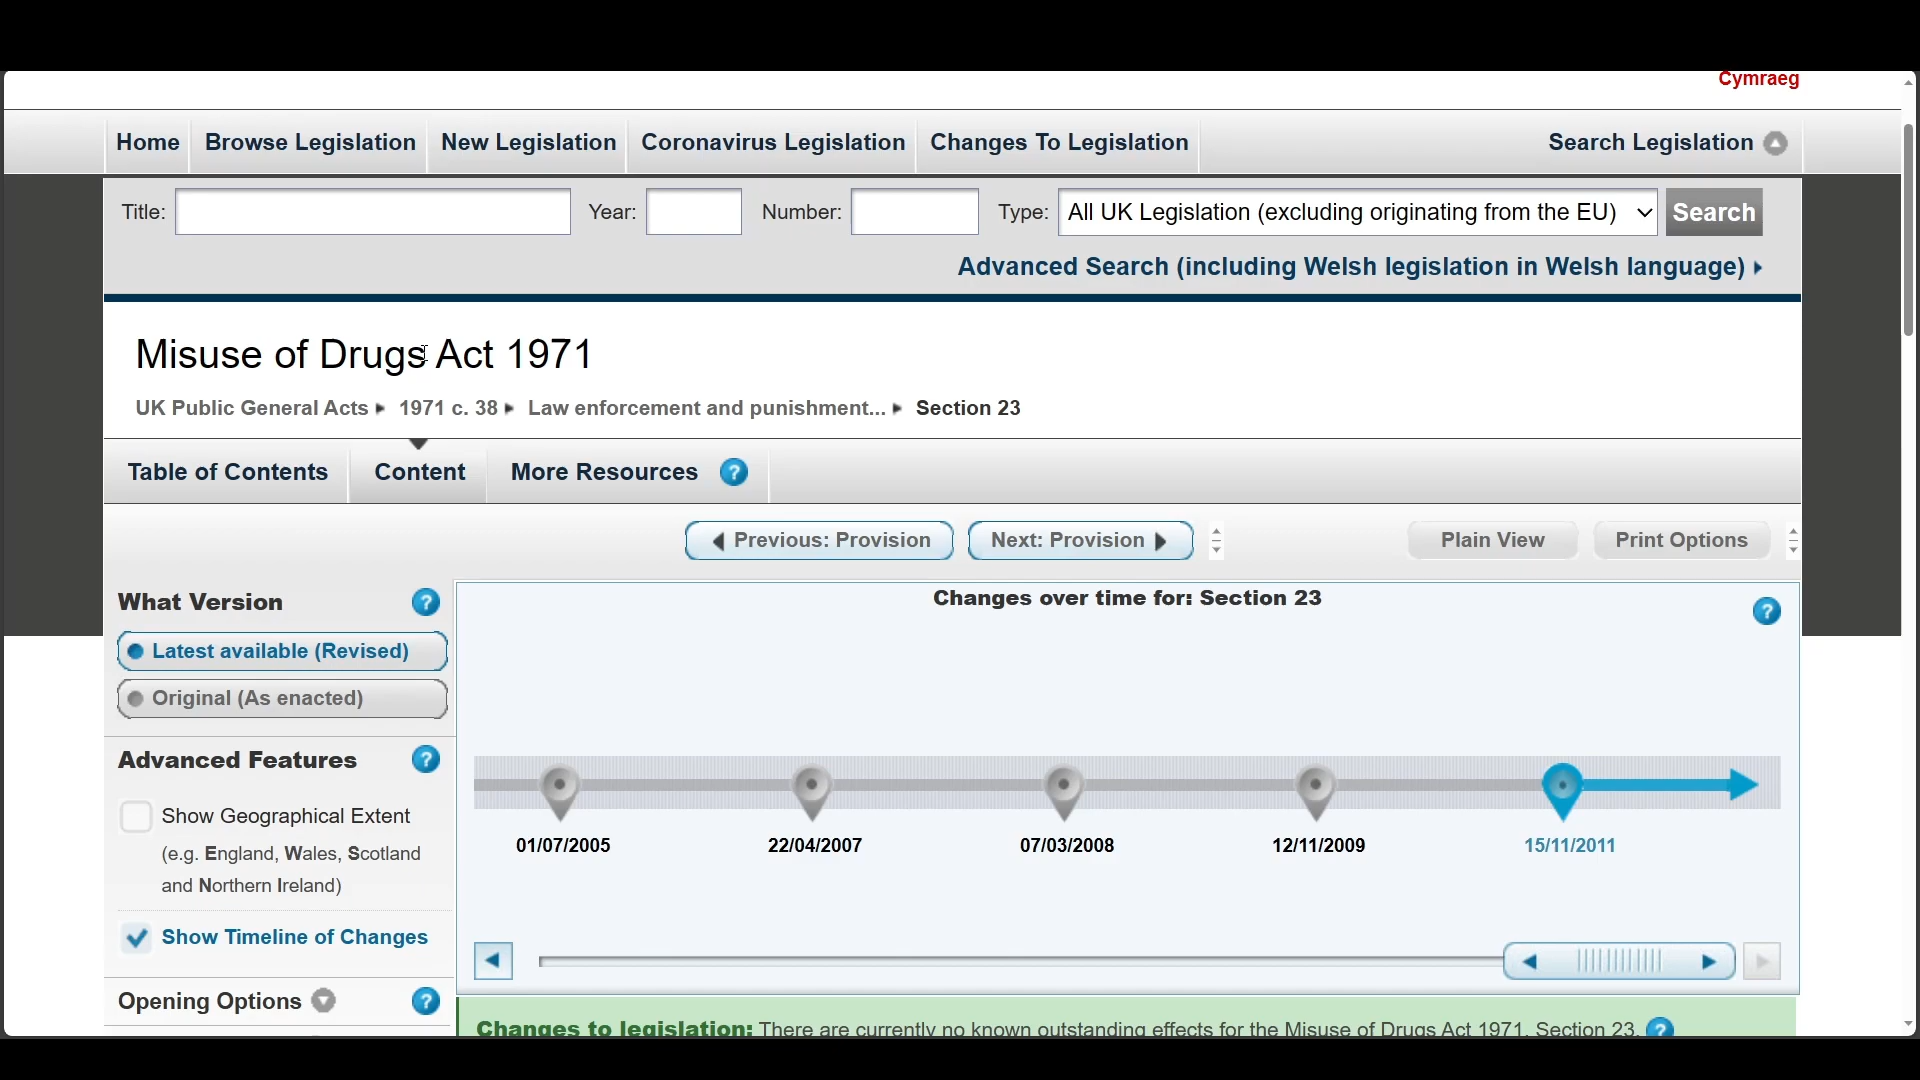 Cymraeg
Home Browse Legislation New Legislation Coronavirus Legislation Changes To Legislation Search Legislation
Title: Year: Number: Type: All UK Legislation (excluding originating from the EU) Search
Advanced Search (including Welsh legislation in Welsh language)
Misuse of Drugs Act 1971
UK Public General Acts 1971 c. 38 Law enforcement and punishment... Section 23
Table of Contents Content More Resources ?
Previous: Provision Next: Provision Plain View Print Options
What Version ?
Latest available (Revised)
Original (As enacted)
Advanced Features ?
Show Geographical Extent
(e.g. England, Wales, Scotland
and Northern Ireland)
Show Timeline of Changes
Opening Options ?
Changes over time for: Section 23 ?
01/07/2005 22/04/2007 07/03/2008 12/11/2009 15/11/2011
Changes to legislation: There are currently no known outstanding effects for the Misuse of Drugs Act 1971, Section 23. ?